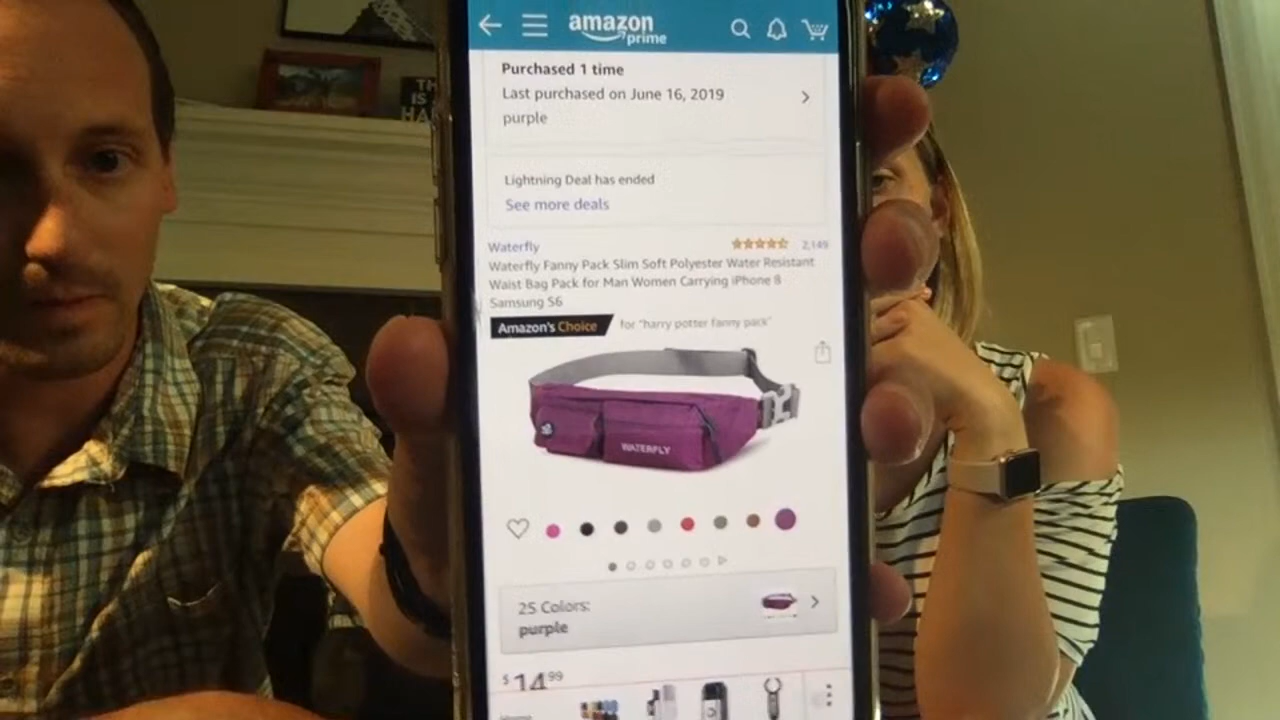 amazon
prime
Purchased 1 time
Last purchased on June 16, 2019
purple
Lightning Deal has ended
See more deals
Waterfly
2,149
Waterfly Fanny Pack Slim Soft Polyester Water Resistant
Waist Bag Pack for Man Women Carrying iPhone 8
Samsung S6
Amazon's Choice for "harry potter fanny pack"
WATERFLY
25 Colors:
purple
$14.99